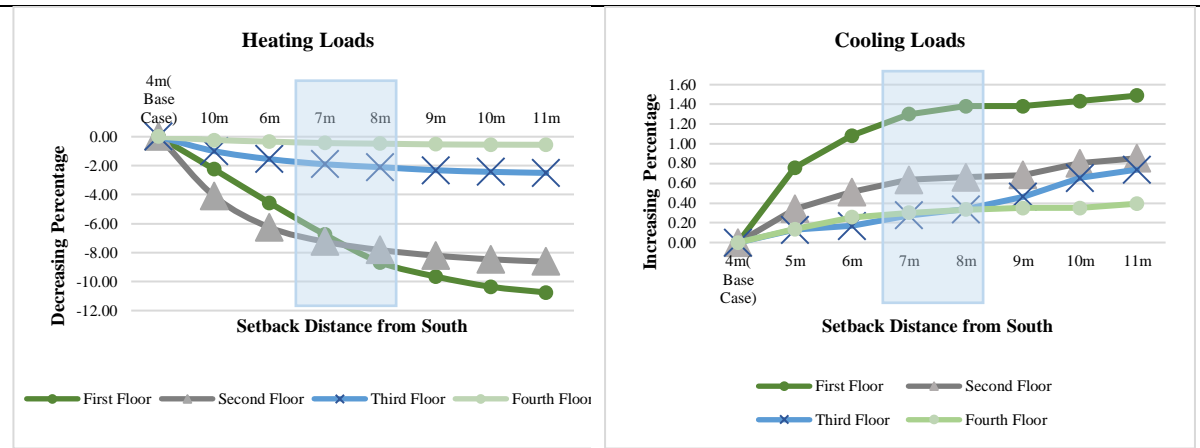 Heating Loads
4m(
Base
Case)
10m 6m 7m 8m 9m 10m 11m
0.00
-2.00
-4.00
-6.00
-8.00
-10.00
-12.00
Decreasing Percentage
Setback Distance from South
First Floor Second Floor Third Floor Fourth Floor
Cooling Loads
1.60
1.40
1.20
1.00
0.80
0.60
0.40
0.20
0.00
Increasing Percentage
4m(
Base
Case)
5m 6m 7m 8m 9m 10m 11m
Setback Distance from South
First Floor Second Floor
Third Floor Fourth Floor